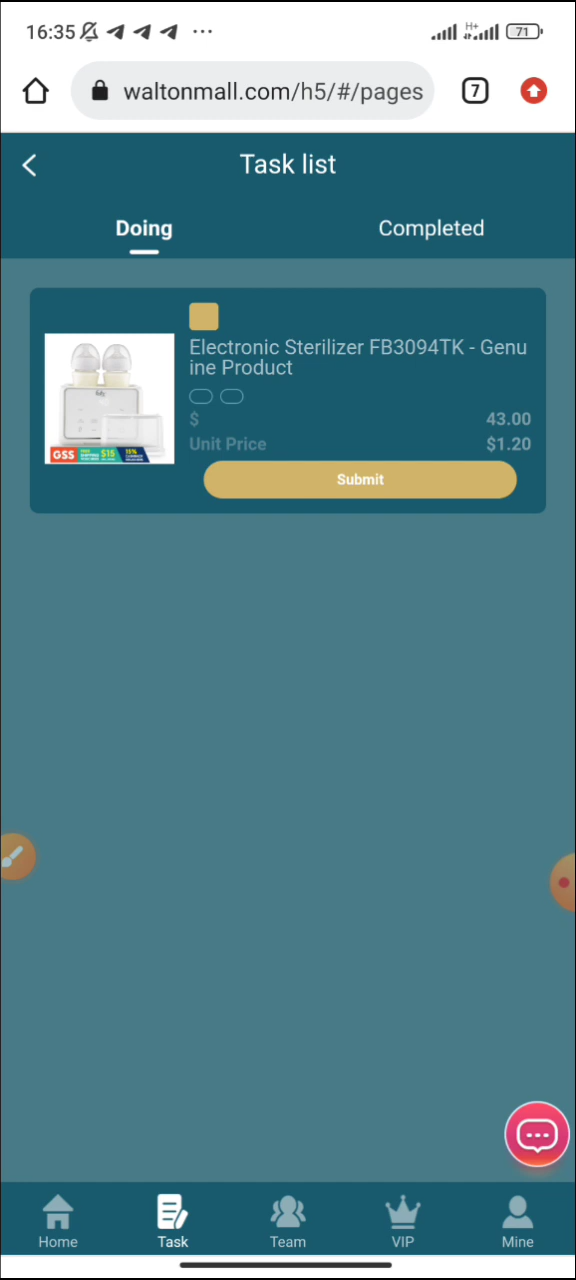 16:35
H+
71
waltonmall.com/h5/#/pages
7
Task list
Doing
Completed
Electronic Sterilizer FB3094TK - Genu
ine Product
$
43.00
Unit Price
$1.20
GSS
$15
Submit
Home
Task
Team
VIP
Mine